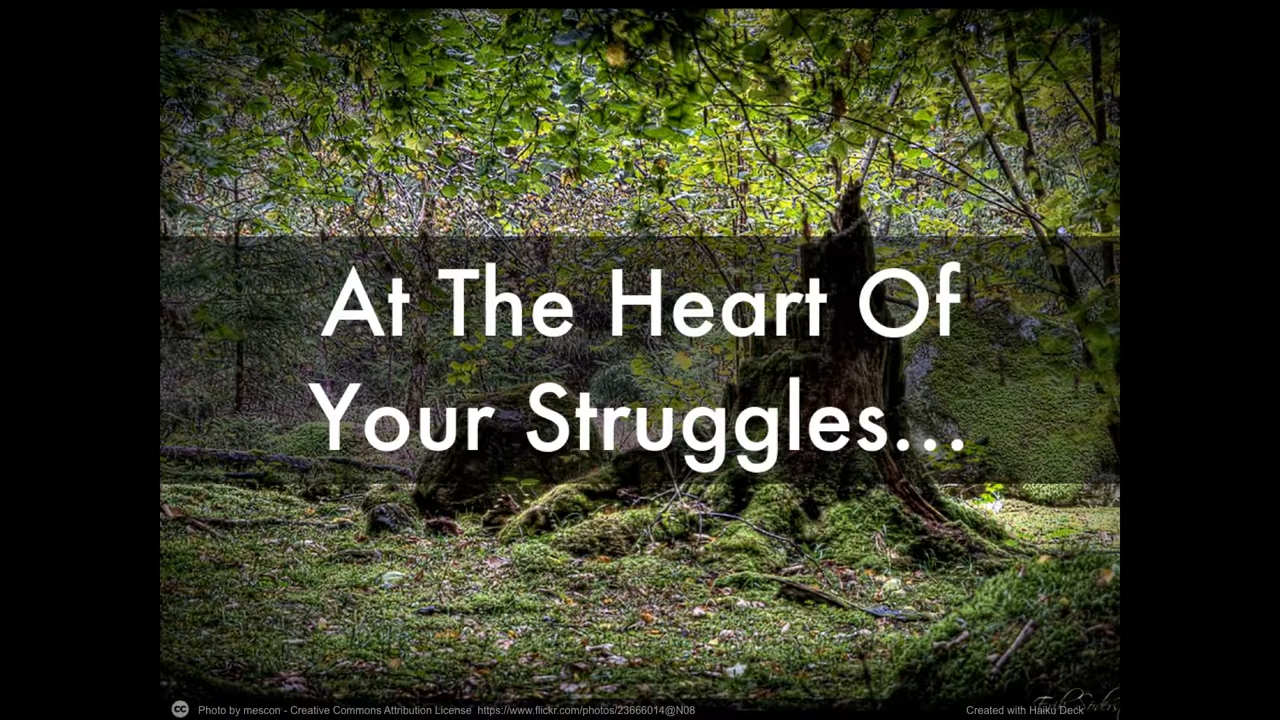 At The Heart Of
Your Struggles...
cc Photo by mescon - Creative Commons Attribution License https://www.flickr.com/photos/23666014@N08
Created with Haiku Deck